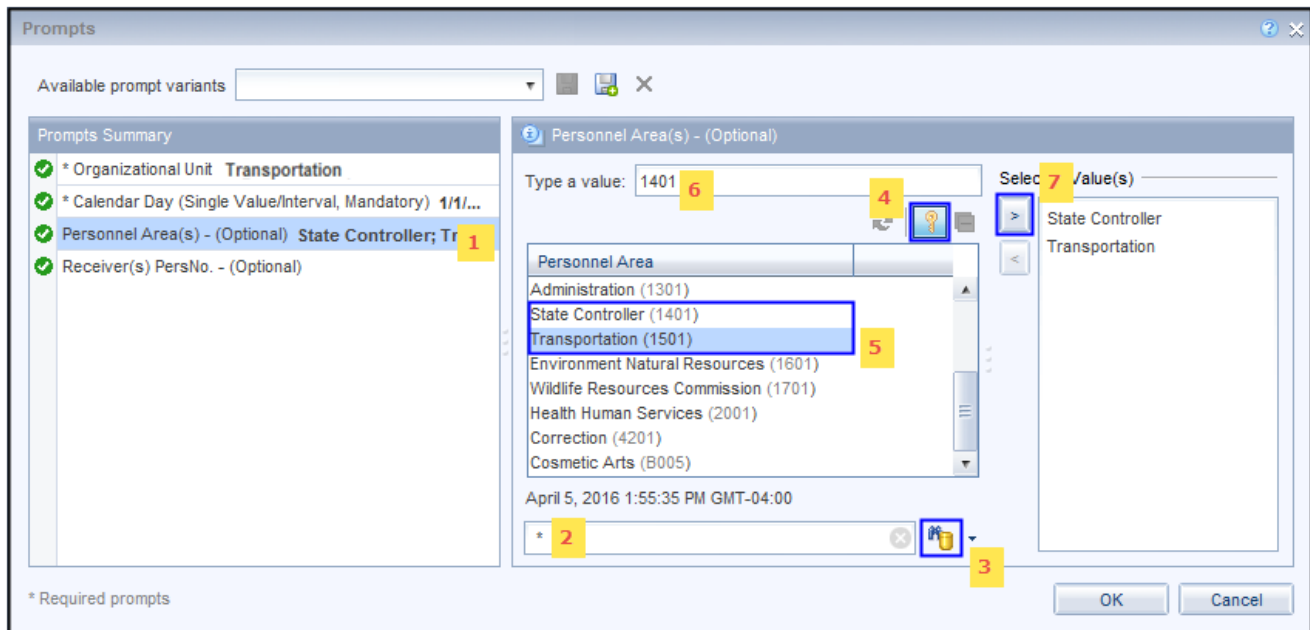 Prompts
Available prompt variants
Prompts Summary
* Organizational Unit Transportation
* Calendar Day (Single Value/Interval, Mandatory) 1/1/...
Personnel Area(s) - (Optional) State Controller; Tr
1
Receiver(s) PersNo. - (Optional)
Personnel Area(s) - (Optional)
Type a value: 1401
6
4
Personnel Area
Administration (1301)
State Controller (1401)
Transportation (1501)
5
Environment Natural Resources (1601)
Wildlife Resources Commission (1701)
Health Human Services (2001)
Correction (4201)
Cosmetic Arts (B005)
April 5, 2016 1:55:35 PM GMT-04:00
* 2
3
Selec 7 Value(s)
>
<
State Controller
Transportation
* Required prompts
OK
Cancel